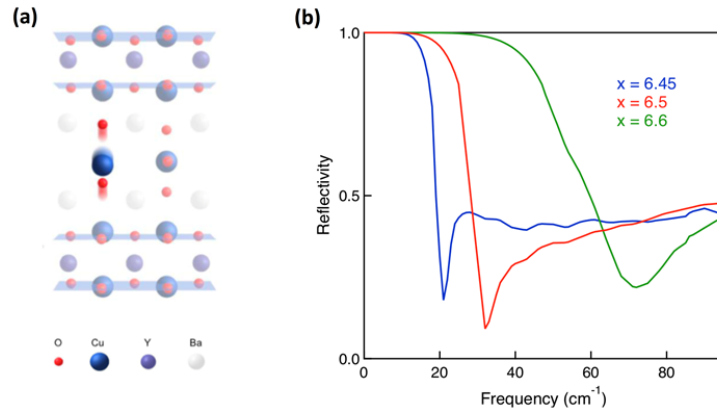 (a)
O Cu Y Ba
(b)
1.0
0.5
0.0
Reflectivity
x = 6.45
x = 6.5
x = 6.6
0 20 40 60 80
Frequency (cm⁻¹)